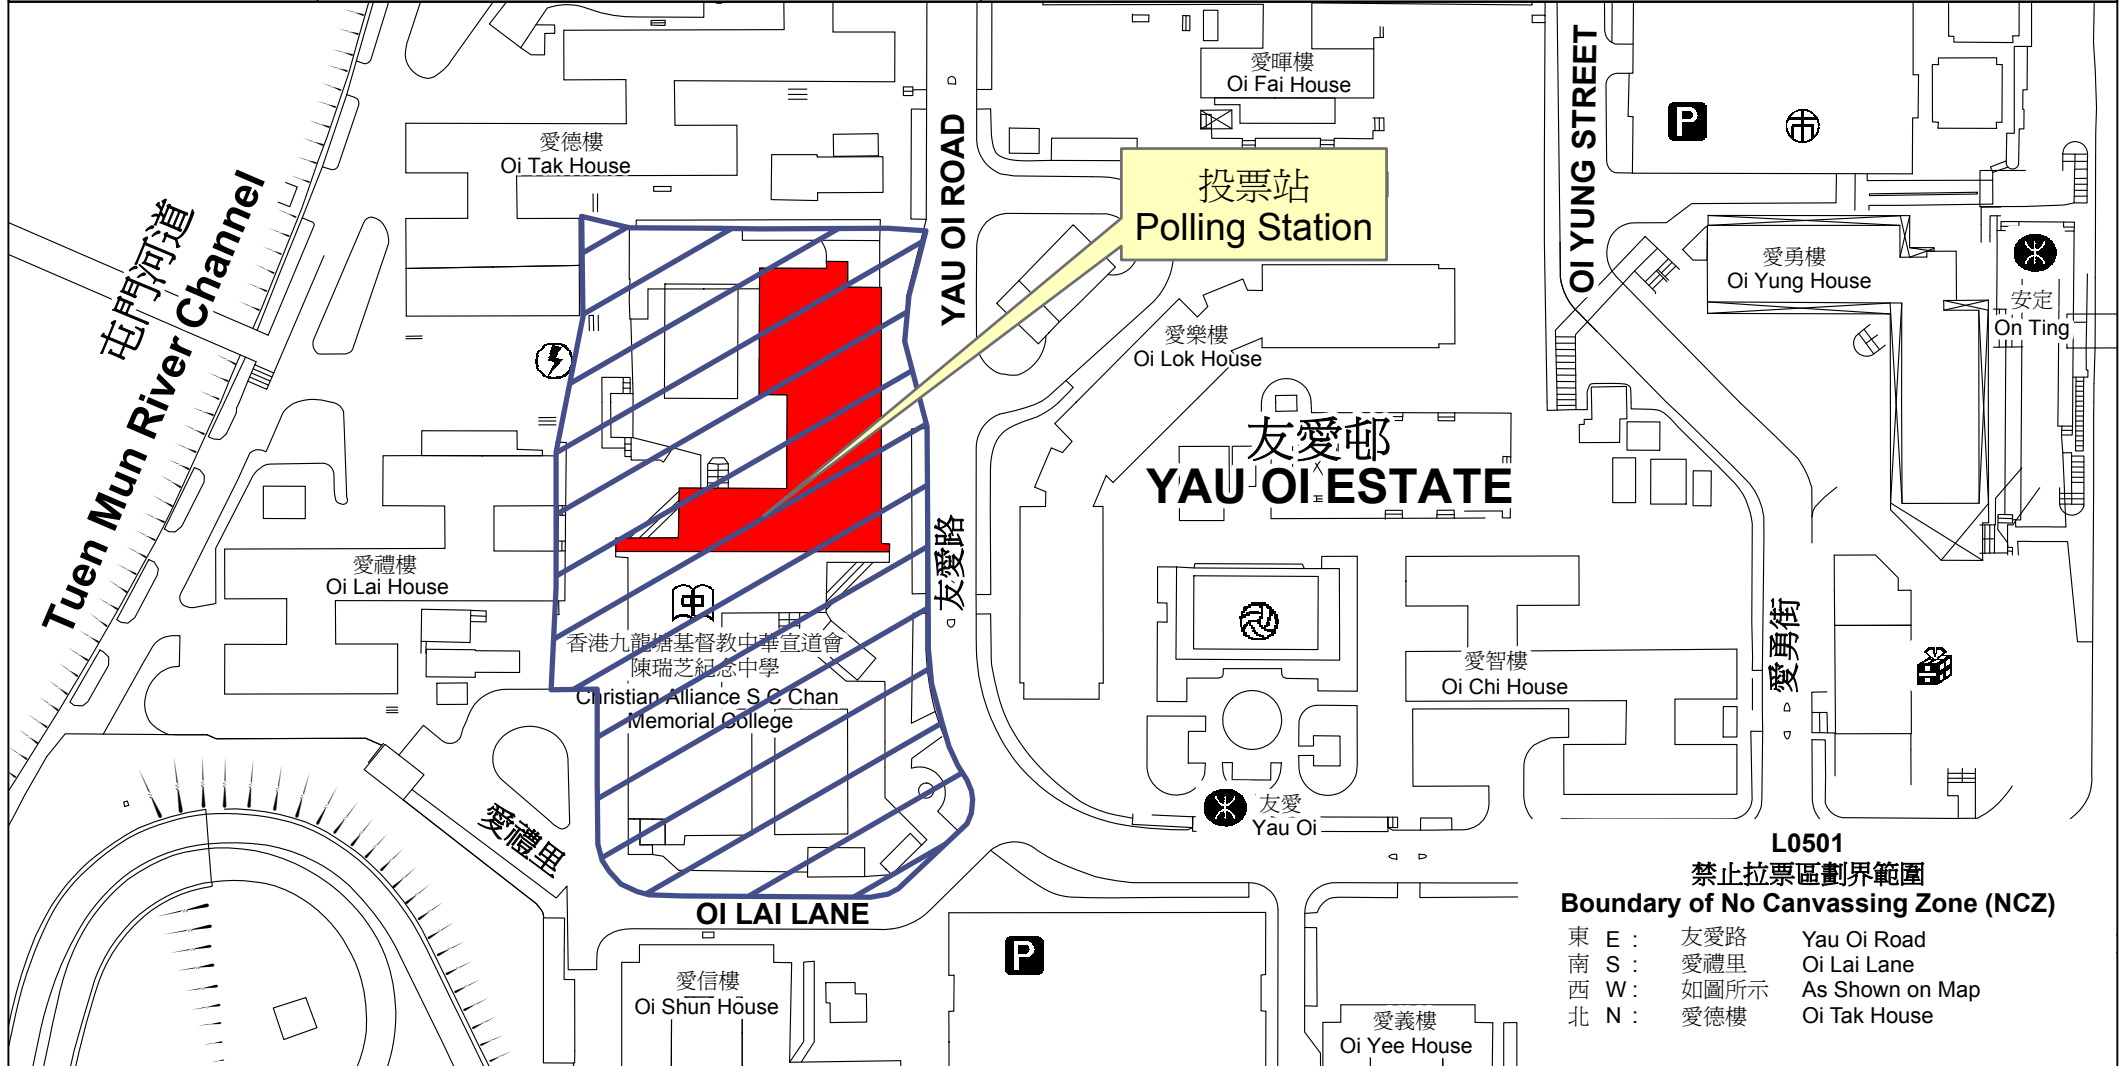 愛暉樓
Oi Fai House
愛德樓
Oi Tak House
YAU OI ROAD
OI YUNG STREET
P
投票站
Polling Station
屯門河道
Tuen Mun River Channel
愛勇樓
Oi Yung House
安定
On Ting
愛樂樓
Oi Lok House
友愛邨
YAU OI ESTATE
愛禮樓
Oi Lai House
友愛路
中
香港九龍塘基督教中華宣道會
陳瑞芝紀念中學
Christian Alliance S C Chan
Memorial College
愛智樓
Oi Chi House
愛勇街
友愛
Yau Oi
愛禮里
OI LAI LANE
P
愛信樓
Oi Shun House
愛義樓
Oi Yee House
L0501
禁止拉票區劃界範圍
Boundary of No Canvassing Zone (NCZ)
東 E : 友愛路 Yau Oi Road
南 S : 愛禮里 Oi Lai Lane
西 W : 如圖所示 As Shown on Map
北 N : 愛德樓 Oi Tak House